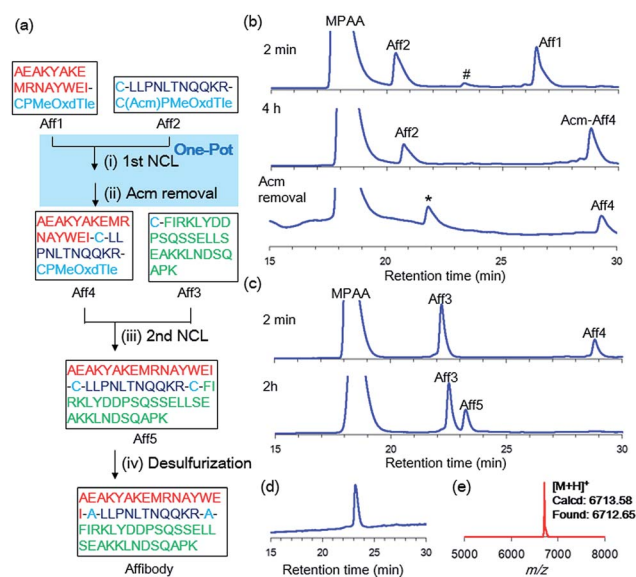 (a)
AEAKYAKE
MRNAYWEI-
CPMeOxdTle
Aff1
C-LLPNLTNQQKR-
C(Acm)PMeOxdTle
Aff2
One-Pot
(i) 1st NCL
(ii) Acm removal
AEAKYAKEMR
NAYWEI-C-LL
PNLTNQQKR-
CPMeOxdTle
Aff4
C-FIRKLYDD
PSQSSELLS
EAKKLNDSQ
APK
Aff3
(iii) 2nd NCL
AEAKYAKEMRNAYWEI
-C-LLPNLTNQQKR-C-FI
RKLYDDPSQSSELLSE
AKKLNDSQAPK
Aff5
(iv) Desulfurization
AEAKYAKEMRNAYWE
I-A-LLPNLTNQQKR-A-
FIRKLYDDPSQSSELL
SEAKKLNDSQAPK
Affibody
(b)
2 min
MPAA
Aff2
#
Aff1
4 h
Aff2
Acm-Aff4
Acm
removal
*
Aff4
15 20 25 30
Retention time (min)
(c)
2 min
MPAA
Aff3
Aff4
2h
Aff3
Aff5
15 20 25 30
Retention time (min)
(d)
15 20 25 30
Retention time (min)
(e)
[M+H]+
Calcd: 6713.58
Found: 6712.65
5000 6000 7000 8000
m/z